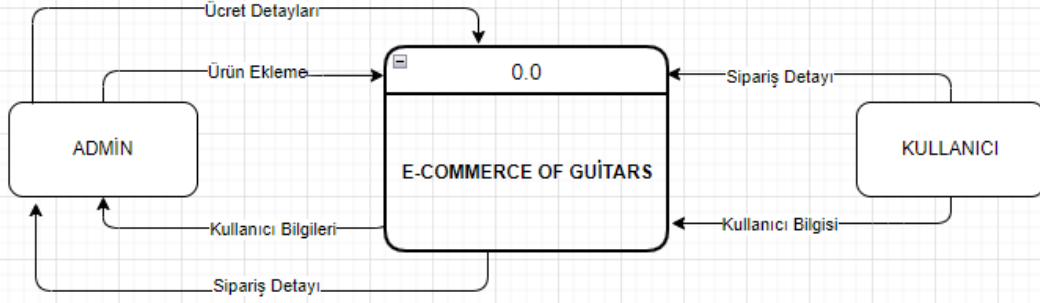 Ücret Detayları
Ürün Ekleme
0.0
Sipariş Detayı
ADMİN
E-COMMERCE OF GUİTARS
KULLANICI
Kullanıcı Bilgileri
Kullanıcı Bilgisi
Sipariş Detayı